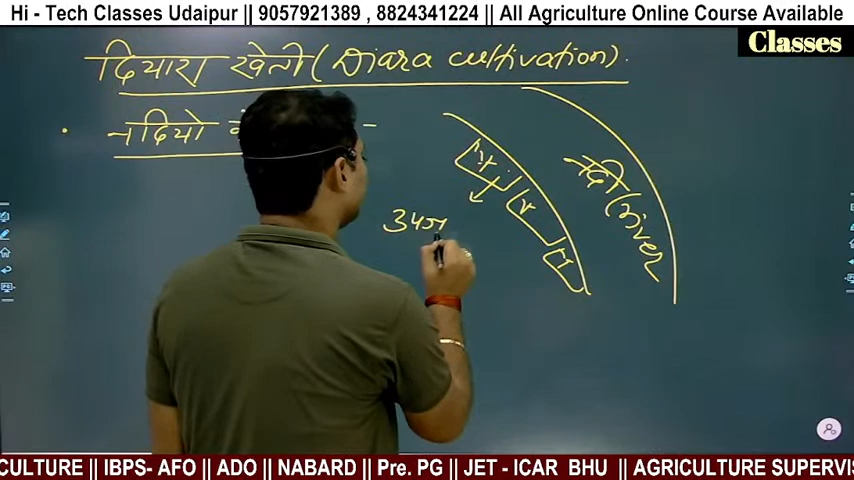 Hi - Tech Classes Udaipur || 9057921389 , 8824341224 || All Agriculture Online Course Available
Classes
दियारा खेती (Diara cultivation).
• नदियो
नदी (River
उपज
CULTURE || IBPS- AFO || ADO || NABARD || Pre. PG || JET - ICAR BHU || AGRICULTURE SUPERVIS